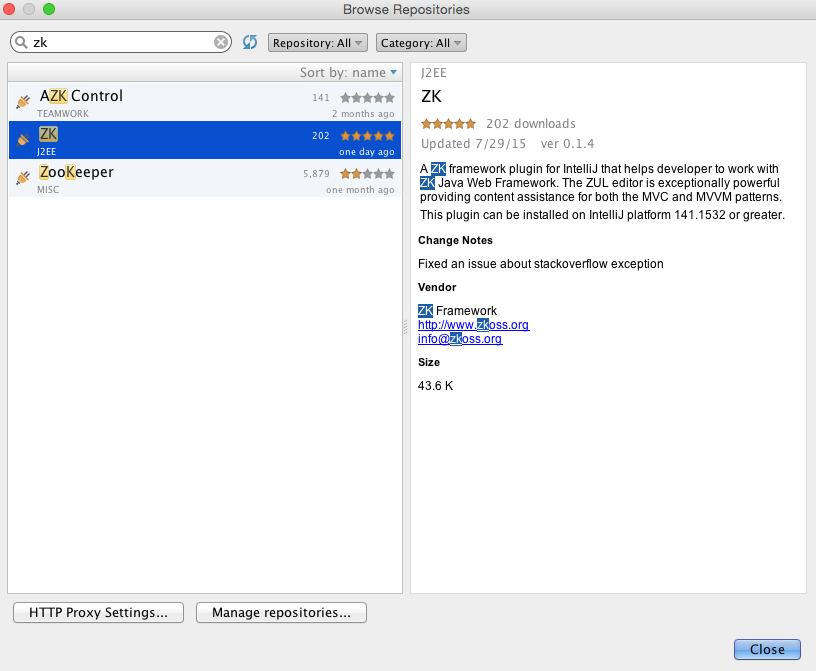 Browse Repositories
zk
Repository: All
Category: All
Sort by: name
AZK Control
141
TEAMWORK
2 months ago
ZK
202
J2EE
one day ago
ZooKeeper
5,879
MISC
one month ago
J2EE
ZK
202 downloads
Updated 7/29/15 ver 0.1.4
A ZK framework plugin for IntelliJ that helps developer to work with
ZK Java Web Framework. The ZUL editor is exceptionally powerful
providing content assistance for both the MVC and MVVM patterns.
This plugin can be installed on IntelliJ platform 141.1532 or greater.
Change Notes
Fixed an issue about stackoverflow exception
Vendor
ZK Framework
http://www.zkoss.org
info@zkoss.org
Size
43.6 K
HTTP Proxy Settings...
Manage repositories...
Close